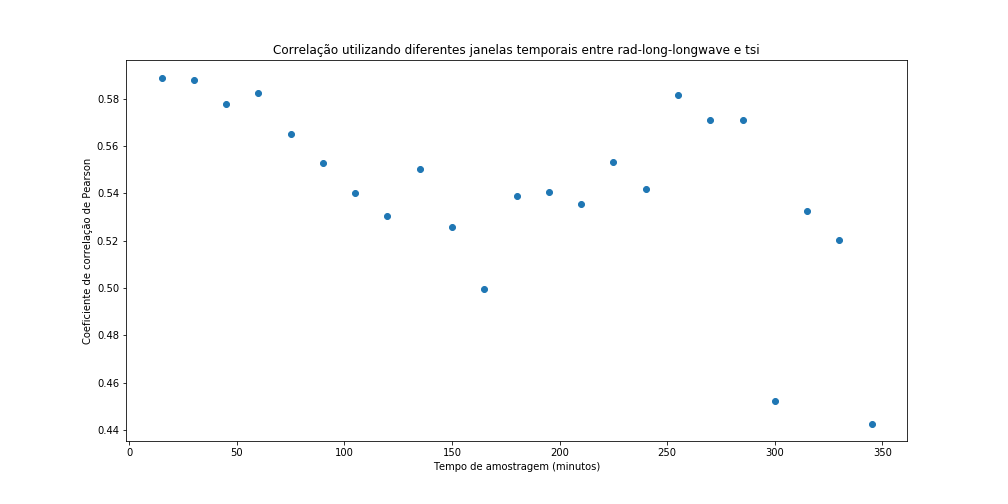 Correlação utilizando diferentes janelas temporais entre rad-long-longwave e tsi
Coeficiente de correlação de Pearson
0.58
0.56
0.54
0.52
0.50
0.48
0.46
0.44
0 50 100 150 200 250 300 350
Tempo de amostragem (minutos)